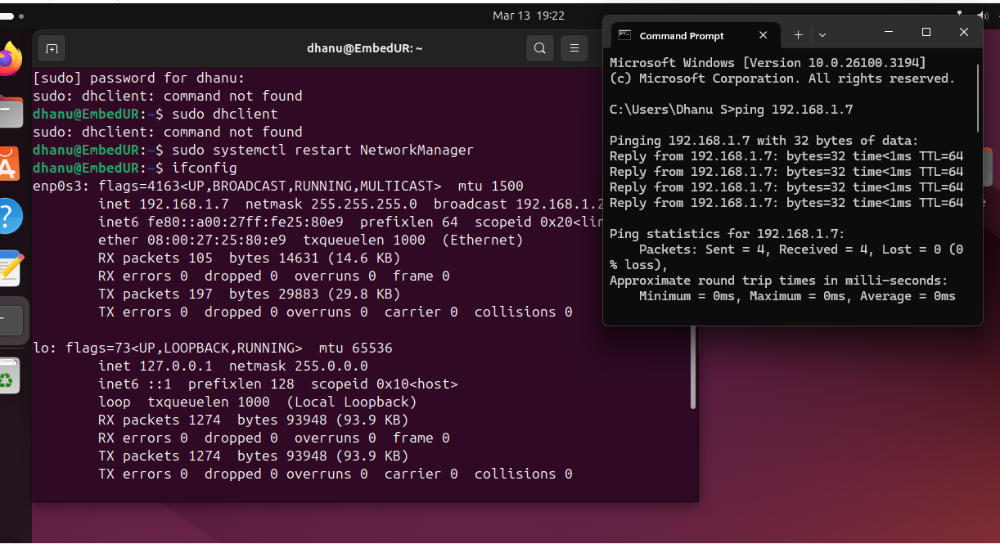 Mar 13 19:22
dhanu@EmbedUR: ~
[sudo] password for dhanu:
sudo: dhclient: command not found
dhanu@EmbedUR:~$ sudo dhclient
sudo: dhclient: command not found
dhanu@EmbedUR:~$ sudo systemctl restart NetworkManager
dhanu@EmbedUR:~$ ifconfig
enp0s3: flags=4163<UP,BROADCAST,RUNNING,MULTICAST>  mtu 1500
        inet 192.168.1.7  netmask 255.255.255.0  broadcast 192.168.1.2
        inet6 fe80::a00:27ff:fe25:80e9  prefixlen 64  scopeid 0x20<lin
        ether 08:00:27:25:80:e9  txqueuelen 1000  (Ethernet)
        RX packets 105  bytes 14631 (14.6 KB)
        RX errors 0  dropped 0  overruns 0  frame 0
        TX packets 197  bytes 29883 (29.8 KB)
        TX errors 0  dropped 0 overruns 0  carrier 0  collisions 0

lo: flags=73<UP,LOOPBACK,RUNNING>  mtu 65536
        inet 127.0.0.1  netmask 255.0.0.0
        inet6 ::1  prefixlen 128  scopeid 0x10<host>
        loop  txqueuelen 1000  (Local Loopback)
        RX packets 1274  bytes 93948 (93.9 KB)
        RX errors 0  dropped 0  overruns 0  frame 0
        TX packets 1274  bytes 93948 (93.9 KB)
        TX errors 0  dropped 0 overruns 0  carrier 0  collisions 0
Command Prompt
Microsoft Windows [Version 10.0.26100.3194]
(c) Microsoft Corporation. All rights reserved.

C:\Users\Dhanu S>ping 192.168.1.7

Pinging 192.168.1.7 with 32 bytes of data:
Reply from 192.168.1.7: bytes=32 time<1ms TTL=64
Reply from 192.168.1.7: bytes=32 time<1ms TTL=64
Reply from 192.168.1.7: bytes=32 time<1ms TTL=64
Reply from 192.168.1.7: bytes=32 time<1ms TTL=64

Ping statistics for 192.168.1.7:
    Packets: Sent = 4, Received = 4, Lost = 0 (0
% loss),
Approximate round trip times in milli-seconds:
    Minimum = 0ms, Maximum = 0ms, Average = 0ms